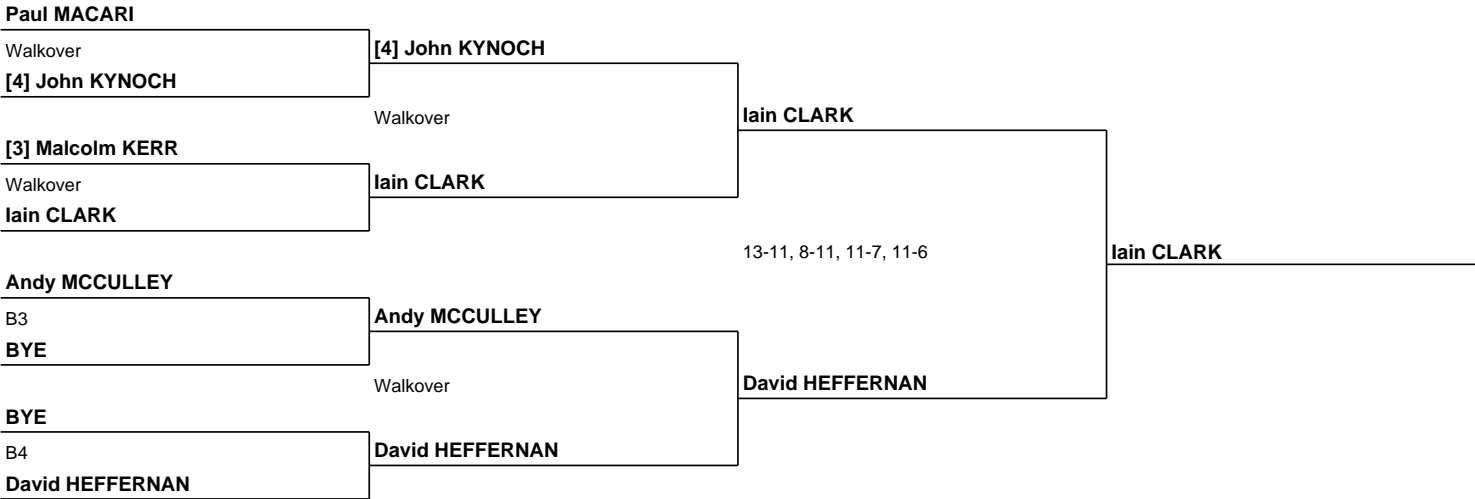 Paul MACARI
Walkover
[4] John KYNOCH
[4] John KYNOCH
Walkover
Iain CLARK
[3] Malcolm KERR
Walkover
Iain CLARK
Iain CLARK
13-11, 8-11, 11-7, 11-6
Iain CLARK
Andy MCCULLEY
B3
Andy MCCULLEY
BYE
Walkover
David HEFFERNAN
BYE
B4
David HEFFERNAN
David HEFFERNAN